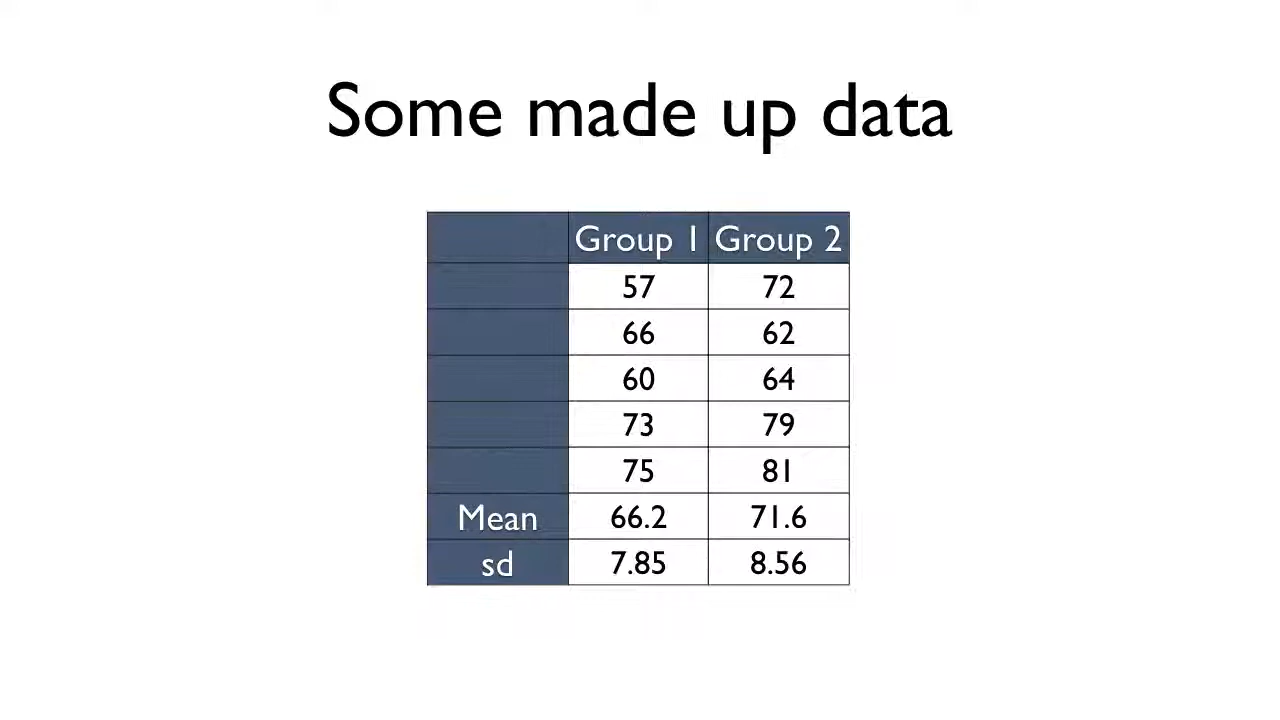 Some made up data
Group 1 Group 2
57 72
66 62
60 64
73 79
75 81
Mean 66.2 71.6
sd 7.85 8.56